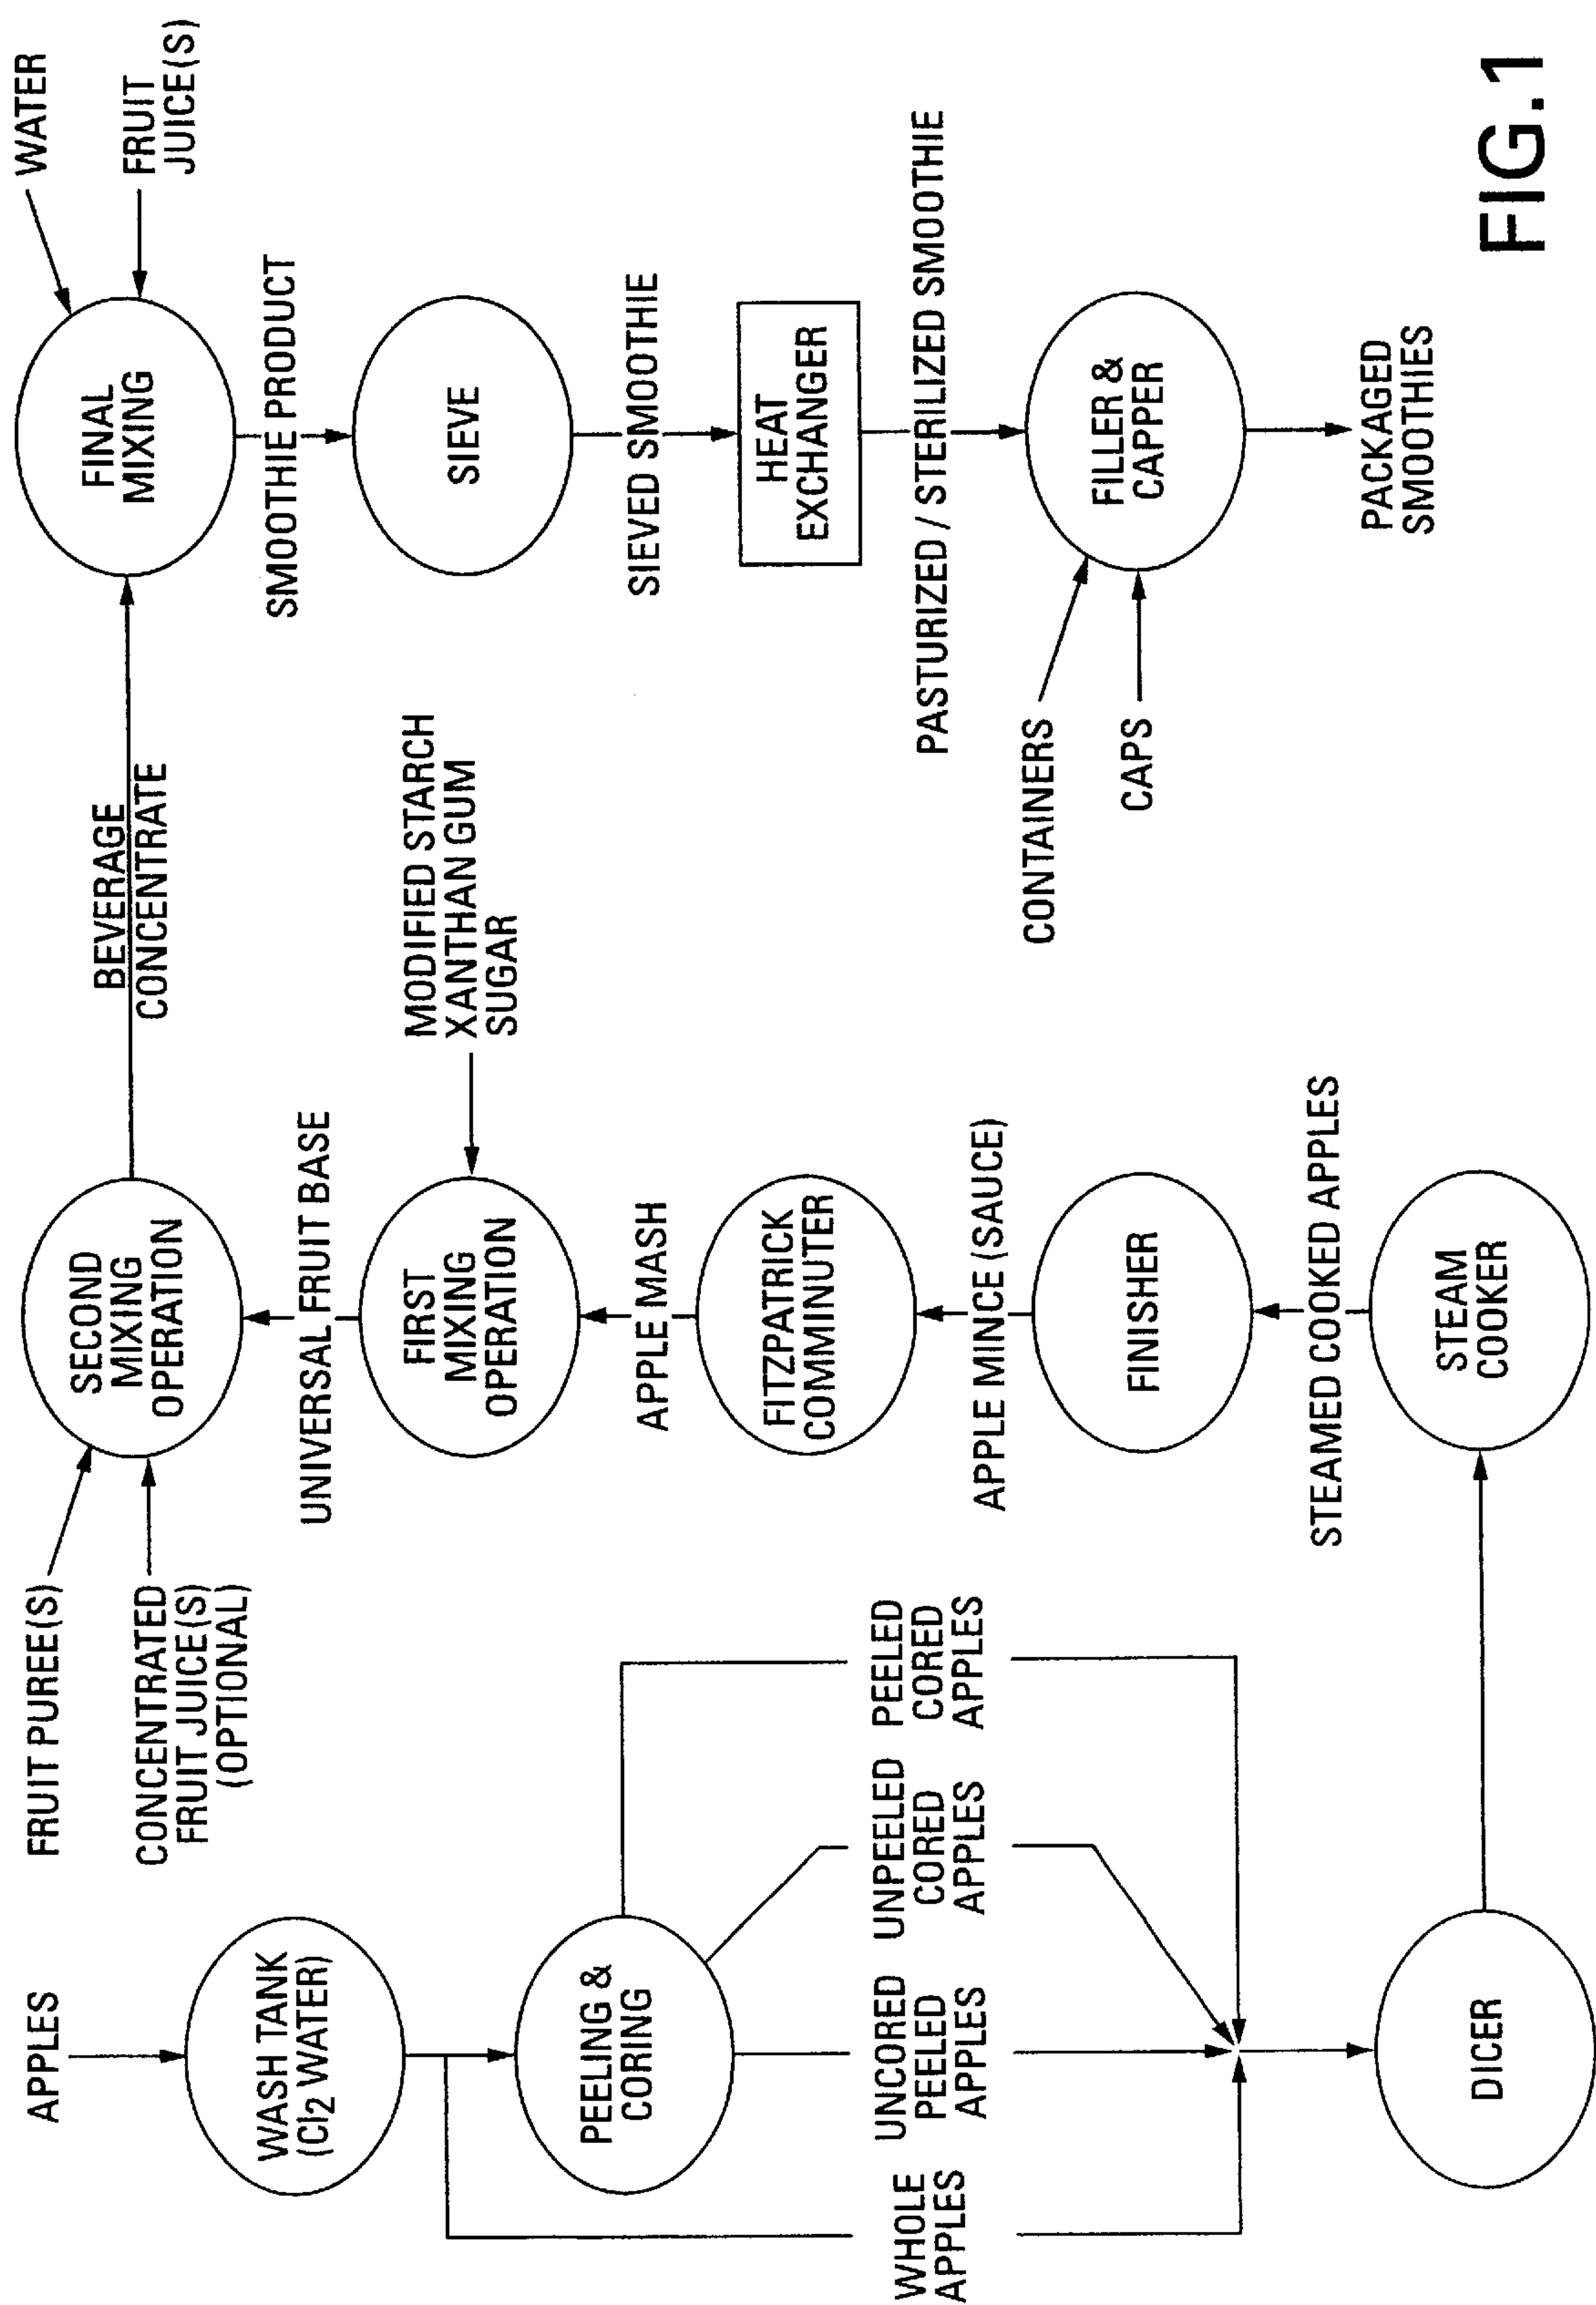 APPLES
WASH TANK
(Cl2 WATER)
PEELING &
CORING
WHOLE
APPLES
UNCORED
PEELED
APPLES
UNPEELED
CORED
APPLES
PEELED
CORED
APPLES
DICER
STEAM
COOKER
STEAMED COOKED APPLES
FINISHER
APPLE MINCE (SAUCE)
FITZPATRICK
COMMINUTER
APPLE MASH
FIRST
MIXING
OPERATION
MODIFIED STARCH
XANTHAN GUM
SUGAR
UNIVERSAL FRUIT BASE
SECOND
MIXING
OPERATION
FRUIT PUREE(S)
CONCENTRATED
FRUIT JUICE(S)
(OPTIONAL)
BEVERAGE
CONCENTRATE
FINAL
MIXING
WATER
FRUIT
JUICE(S)
SMOOTHIE PRODUCT
SIEVE
SIEVED SMOOTHIE
HEAT
EXCHANGER
PASTURIZED / STERILIZED SMOOTHIE
FILLER &
CAPPER
CONTAINERS
CAPS
PACKAGED
SMOOTHIES
FIG.1